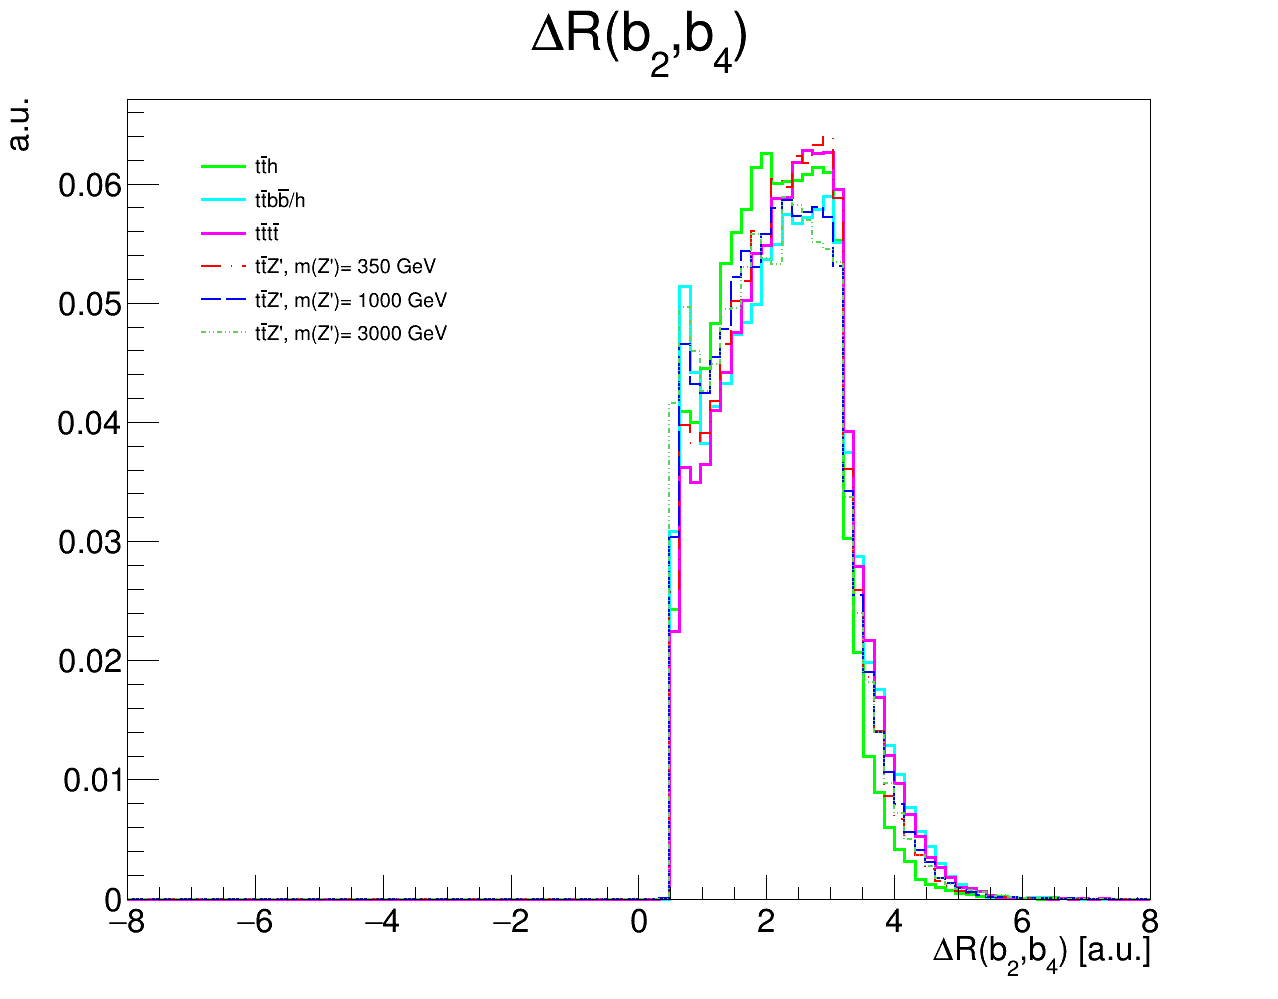 ΔR(b₂,b₄)
a.u.
tt̄h
tt̄bb̄/h
tt̄tt̄
tt̄Z', m(Z')= 350 GeV
tt̄Z', m(Z')= 1000 GeV
tt̄Z', m(Z')= 3000 GeV
0.06
0.05
0.04
0.03
0.02
0.01
0
−8 −6 −4 −2 0 2 4 6 8
ΔR(b₂,b₄) [a.u.]